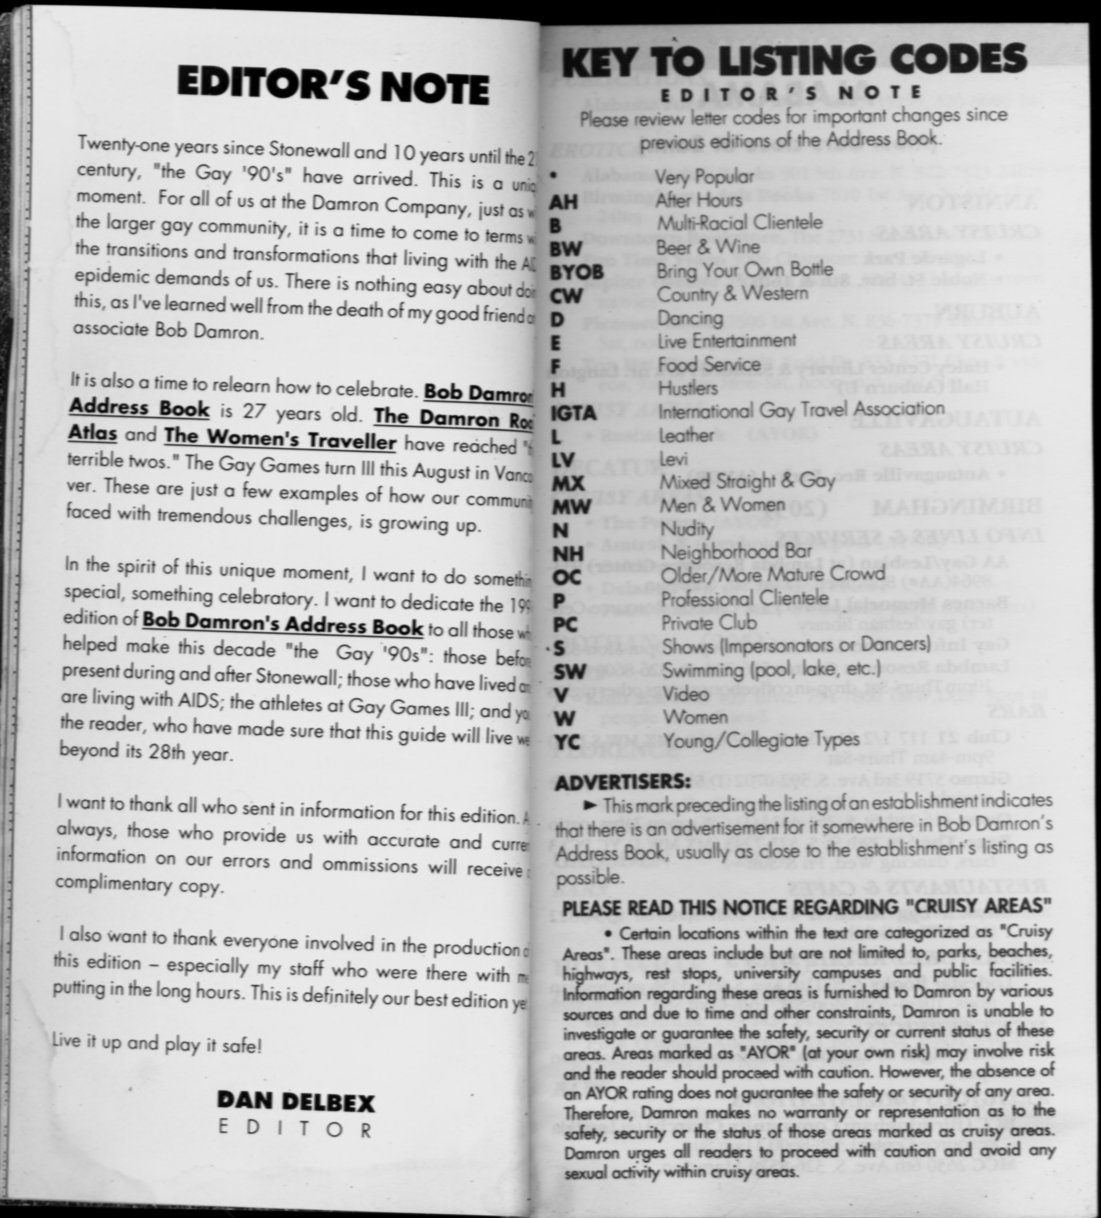 EDITOR'S NOTE
Twenty-one years since Stonewall and 10 years until the
century, "the Gay '90's" have arrived. This is a
moment. For all of us at the Damron Company, just as
the larger gay community, it is a time to come to terms
the transitions and transformations that living with the
epidemic demands of us. There is nothing easy about
this, as I've learned well from the death of my good friend
associate Bob Damron.
It is also a time to relearn how to celebrate. Bob Damron
Address Book is 27 years old. The Damron
Atlas and The Women's Traveller have reached
terrible twos." The Gay Games turn III this August in Vanco
ver. These are just a few examples of how our communi
faced with tremendous challenges, is growing up.
In the spirit of this unique moment, I want to do somethin
special, something celebratory. I want to dedicate the 199
edition of Bob Damron's Address Book to all those
helped make this decade "the Gay '90s": those befor
present during and after Stonewall; those who have lived
are living with AIDS; the athletes at Gay Games III; and
the reader, who have made sure that this guide will live
beyond its 28th year.
I want to thank all who sent in information for this edition.
always, those who provide us with accurate and curre
information on our errors and ommissions will receive
complimentary copy.
I also want to thank everyone involved in the production
this edition – especially my staff who were there with
putting in the long hours. This is definitely our best edition
Live it up and play it safe!
DAN DELBEX
EDITOR
KEY TO LISTING CODES
EDITOR'S NOTE
Please review letter codes for important changes since
previous editions of the Address Book.
• Very Popular
AH After Hours
B Multi-Racial Clientele
BW Beer & Wine
BYOB Bring Your Own Bottle
CW Country & Western
D Dancing
E Live Entertainment
F Food Service
H Hustlers
IGTA International Gay Travel Association
L Leather
LV Levi
MX Mixed Straight & Gay
MW Men & Women
N Nudity
NH Neighborhood Bar
OC Older/More Mature Crowd
P Professional Clientele
PC Private Club
S Shows (Impersonators or Dancers)
SW Swimming (pool, lake, etc.)
V Video
W Women
YC Young/Collegiate Types
ADVERTISERS:
► This mark preceding the listing of an establishment indicates
that there is an advertisement for it somewhere in Bob Damron's
Address Book, usually as close to the establishment's listing as
possible.
PLEASE READ THIS NOTICE REGARDING "CRUISY AREAS"
• Certain locations within the text are categorized as "Cruisy
Areas". These areas include but are not limited to, parks, beaches,
highways, rest stops, university campuses and public facilities.
Information regarding these areas is furnished to Damron by various
sources and due to time and other constraints, Damron is unable to
investigate or guarantee the safety, security or current status of these
areas. Areas marked as "AYOR" (at your own risk) may involve risk
and the reader should proceed with caution. However, the absence of
an AYOR rating does not guarantee the safety or security of any area.
Therefore, Damron makes no warranty or representation as to the
safety, security or the status of those areas marked as cruisy areas.
Damron urges all readers to proceed with caution and avoid any
sexual activity within cruisy areas.